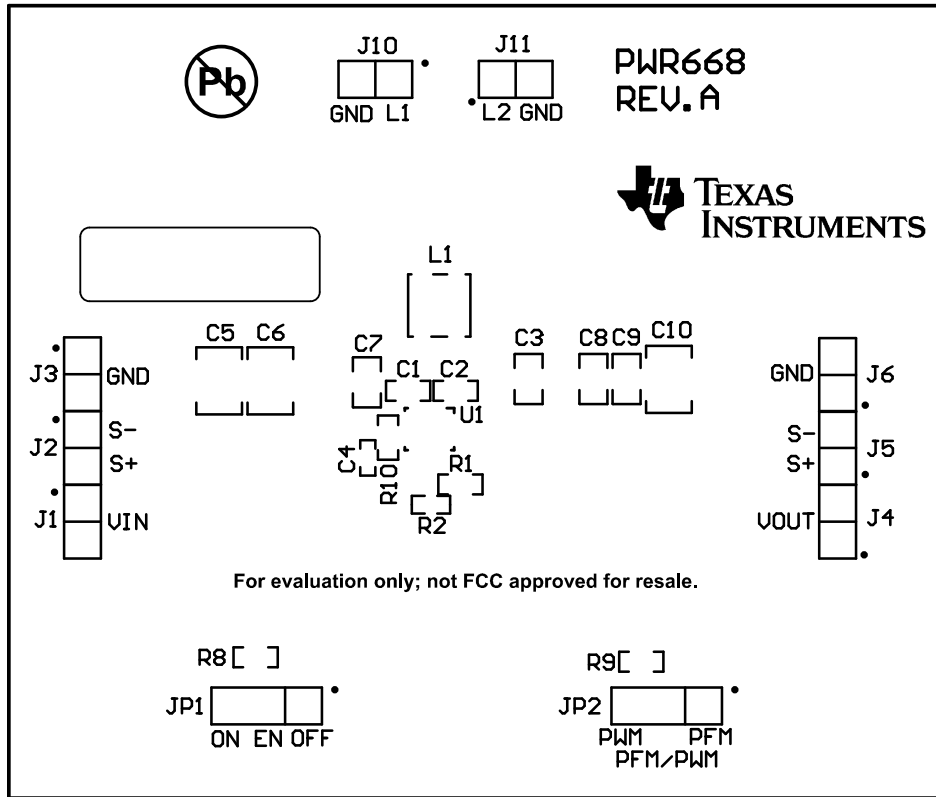 J10
J11
PWR668
REV.A
Pb
GND L1
L2 GND
TEXAS
INSTRUMENTS
L1
C5 C6
C7
C1 C2
C3
C8 C9
C10
J3
GND
GND
J6
U1
S-
J2
S+
S-
S+
J5
C4
R10
R1
R2
J1
VIN
VOUT
J4
For evaluation only; not FCC approved for resale.
R8
R9
JP1
JP2
ON EN OFF
PWM PFM
PFM/PWM